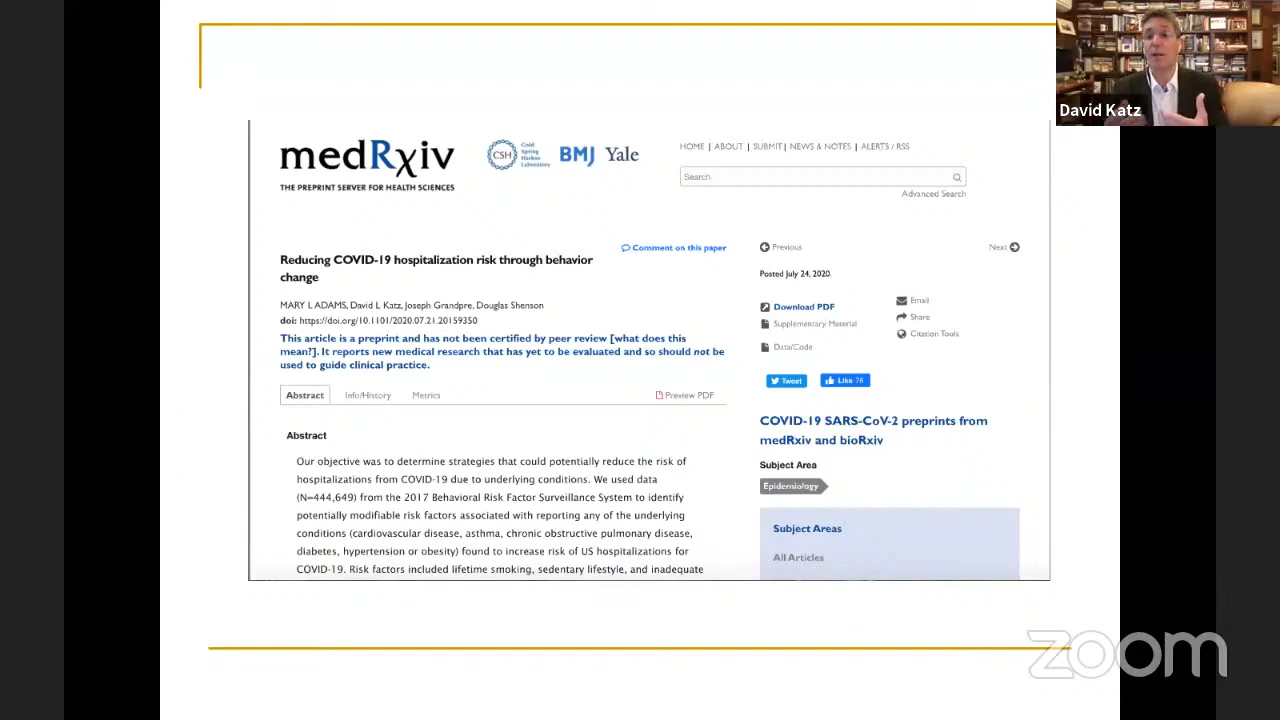 David Katz
medRxiv
THE PREPRINT SERVER FOR HEALTH SCIENCES
CSH
Cold
Spring
Harbor
Laboratory
BMJ Yale
HOME | ABOUT | SUBMIT | NEWS & NOTES | ALERTS / RSS
Search
Advanced Search
Comment on this paper
Reducing COVID-19 hospitalization risk through behavior
change
MARY L ADAMS, David L Katz, Joseph Grandpre, Douglas Shenson
doi: https://doi.org/10.1101/2020.07.21.20159350
This article is a preprint and has not been certified by peer review [what does this
mean?]. It reports new medical research that has yet to be evaluated and so should not be
used to guide clinical practice.
Abstract Info/History Metrics Preview PDF
Abstract
Our objective was to determine strategies that could potentially reduce the risk of
hospitalizations from COVID-19 due to underlying conditions. We used data
(N=444,649) from the 2017 Behavioral Risk Factor Surveillance System to identify
potentially modifiable risk factors associated with reporting any of the underlying
conditions (cardiovascular disease, asthma, chronic obstructive pulmonary disease,
diabetes, hypertension or obesity) found to increase risk of US hospitalizations for
COVID-19. Risk factors included lifetime smoking, sedentary lifestyle, and inadequate
Previous Next
Posted July 24, 2020.
Download PDF
Supplementary Material
Data/Code
Email
Share
Citation Tools
Tweet Like 76
COVID-19 SARS-CoV-2 preprints from
medRxiv and bioRxiv
Subject Area
Epidemiology
Subject Areas
All Articles
zoom